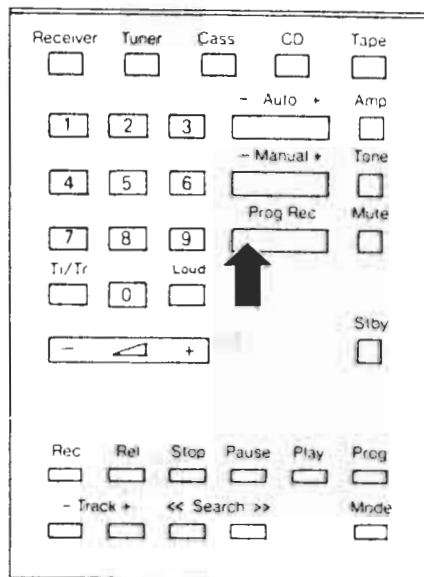 Receiver Tuner Cass CD Tape
- Auto + Amp
1 2 3
- Manual + Tone
4 5 6
Prog Rec Mute
7 8 9
Ti/Tr Loud
0
Stby
- +
Rec Rel Stop Pause Play Prog
- Track + << Search >> Mode